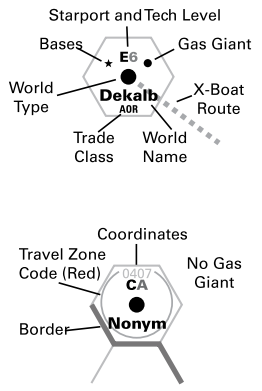 Starport and Tech Level
Bases
Gas Giant
E6
World
Type
Dekalb
AOR
X-Boat
Route
Trade
Class
World
Name
Coordinates
Travel Zone
Code (Red)
0407
No Gas
Giant
CA
Nonym
Border